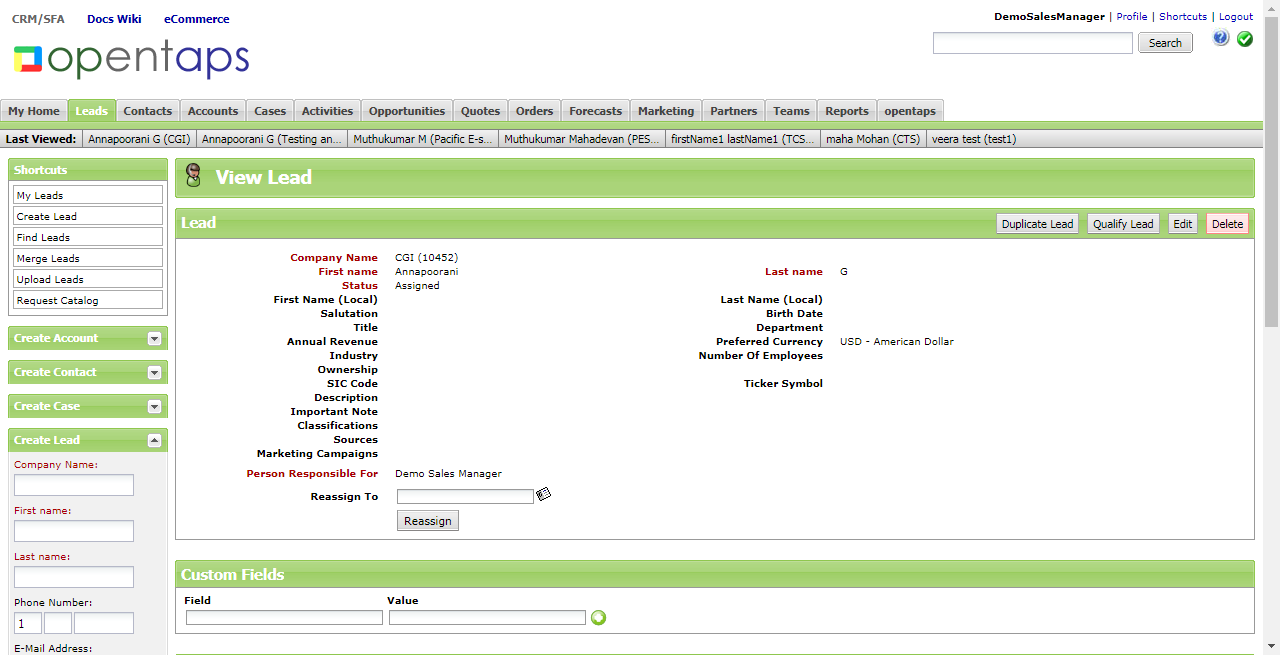 CRM/SFA Docs Wiki eCommerce
DemoSalesManager | Profile | Shortcuts | Logout
opentaps
Search
My Home Leads Contacts Accounts Cases Activities Opportunities Quotes Orders Forecasts Marketing Partners Teams Reports opentaps
Last Viewed: Annapoorani G (CGI) Annapoorani G (Testing an... Muthukumar M (Pacific E-s... Muthukumar Mahadevan (PES... firstName1 lastName1 (TCS... maha Mohan (CTS) veera test (test1)
Shortcuts
My Leads
Create Lead
Find Leads
Merge Leads
Upload Leads
Request Catalog
Create Account
Create Contact
Create Case
Create Lead
Company Name:
First name:
Last name:
Phone Number:
1
E-Mail Address:
View Lead
Lead
Duplicate Lead Qualify Lead Edit Delete
Company Name CGI (10452)
First name Annapoorani Last name G
Status Assigned
First Name (Local) Last Name (Local)
Salutation Birth Date
Title Department
Annual Revenue Preferred Currency USD - American Dollar
Industry Number Of Employees
Ownership
SIC Code Ticker Symbol
Description
Important Note
Classifications
Sources
Marketing Campaigns
Person Responsible For Demo Sales Manager
Reassign To
Reassign
Custom Fields
Field Value